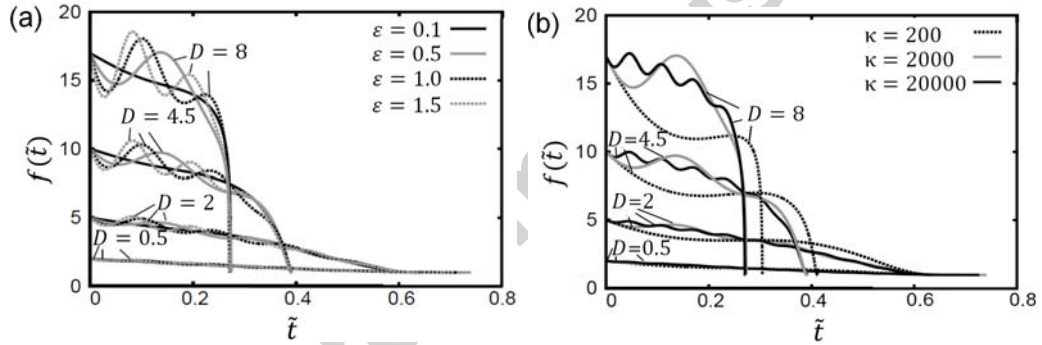 (a)
20
15
10
5
0
f(t̃)
ε = 0.1
ε = 0.5
ε = 1.0
ε = 1.5
D = 8
D = 4.5
D = 2
D = 0.5
0
0.2
0.4
0.6
0.8
t̃
(b)
20
15
10
5
0
f(t̃)
κ = 200
κ = 2000
κ = 20000
D = 8
D=4.5
D=2
D=0.5
0
0.2
0.4
0.6
0.8
t̃